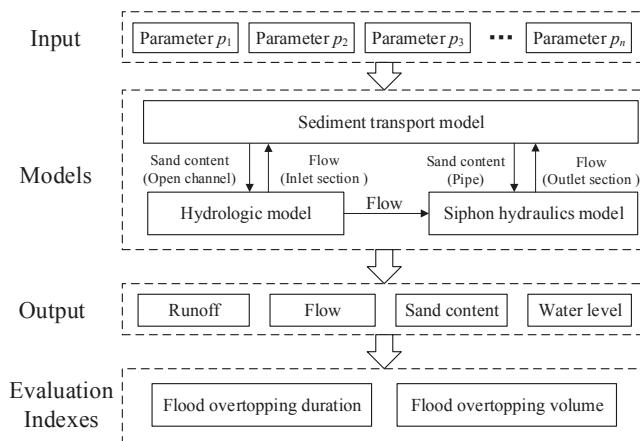 Input
Parameter p1 Parameter p2 Parameter p3 ··· Parameter pn
Models
Sediment transport model
Sand content
(Open channel)
Flow
(Inlet section )
Sand content
(Pipe)
Flow
(Outlet section )
Hydrologic model
Flow
Siphon hydraulics model
Output
Runoff Flow Sand content Water level
Evaluation
Indexes
Flood overtopping duration Flood overtopping volume